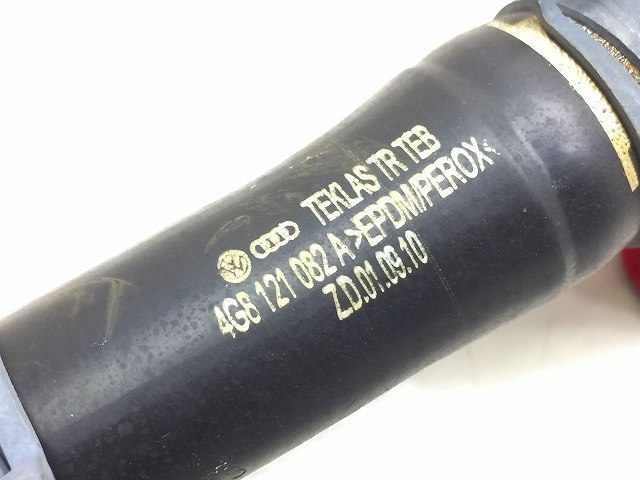 TEKLAS TR TEB
4G8 121 082 A >EPDM/PEROX<
ZD.01.09.10